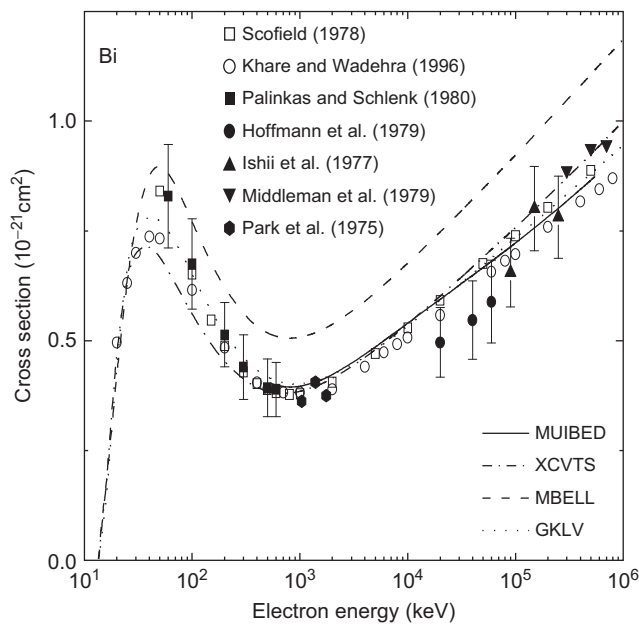 Bi
Scofield (1978)
Khare and Wadehra (1996)
Palinkas and Schlenk (1980)
Hoffmann et al. (1979)
Ishii et al. (1977)
Middleman et al. (1979)
Park et al. (1975)
1.0
0.5
0.0
Cross section (10⁻²¹cm²)
MUIBED
XCVTS
MBELL
GKLV
10¹ 10² 10³ 10⁴ 10⁵ 10⁶
Electron energy (keV)